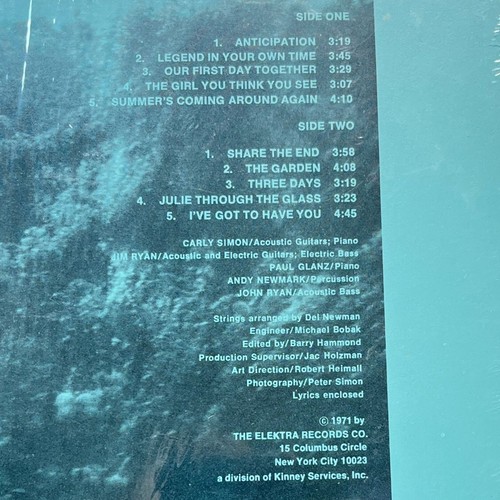 SIDE ONE
1. ANTICIPATION 3:19
2. LEGEND IN YOUR OWN TIME 3:45
3. OUR FIRST DAY TOGETHER 3:29
4. THE GIRL YOU THINK YOU SEE 3:07
5. SUMMER'S COMING AROUND AGAIN 4:10
SIDE TWO
1. SHARE THE END 3:58
2. THE GARDEN 4:08
3. THREE DAYS 3:19
4. JULIE THROUGH THE GLASS 3:23
5. I'VE GOT TO HAVE YOU 4:45
CARLY SIMON/Acoustic Guitars; Piano
JIM RYAN/Acoustic and Electric Guitars; Electric Bass
PAUL GLANZ/Piano
ANDY NEWMARK/Percussion
JOHN RYAN/Acoustic Bass
Strings arranged by Del Newman
Engineer/Michael Bobak
Edited by/Barry Hammond
Production Supervisor/Jac Holzman
Art Direction/Robert Heimall
Photography/Peter Simon
Lyrics enclosed
© 1971 by
THE ELEKTRA RECORDS CO.
15 Columbus Circle
New York City 10023
a division of Kinney Services, Inc.